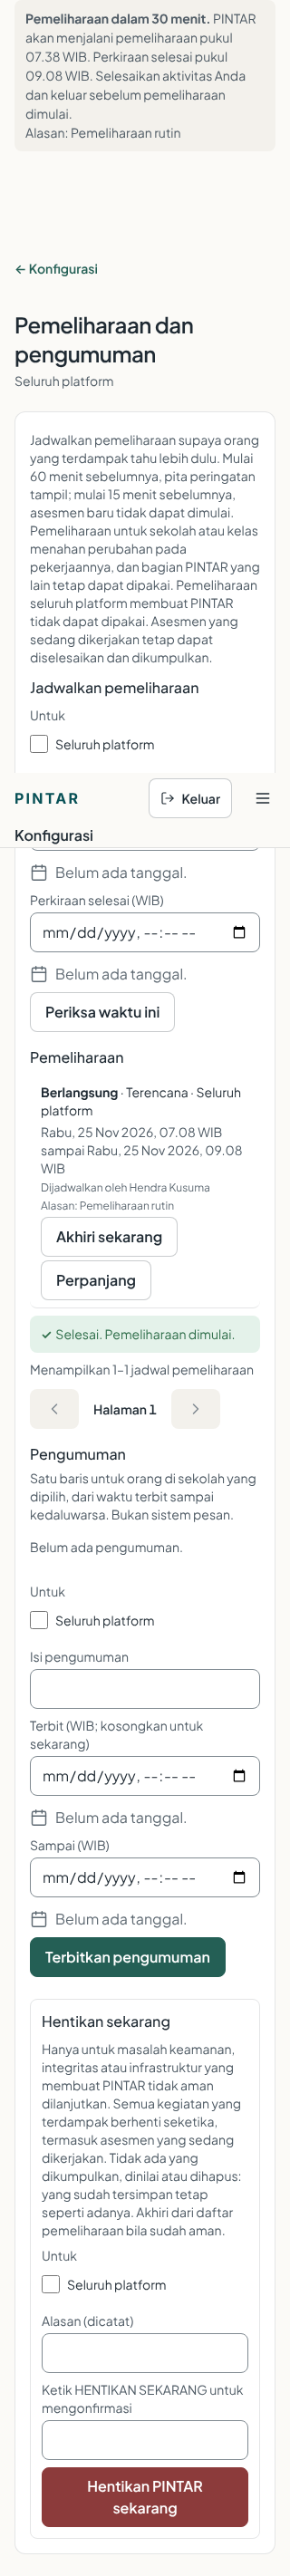 Pemeliharaan dalam 30 menit. PINTAR
akan menjalani pemeliharaan pukul
07.38 WIB. Perkiraan selesai pukul
09.08 WIB. Selesaikan aktivitas Anda
dan keluar sebelum pemeliharaan
dimulai.
Alasan: Pemeliharaan rutin
← Konfigurasi
Pemeliharaan dan
pengumuman
Seluruh platform
Jadwalkan pemeliharaan supaya orang
yang terdampak tahu lebih dulu. Mulai
60 menit sebelumnya, pita peringatan
tampil; mulai 15 menit sebelumnya,
asesmen baru tidak dapat dimulai.
Pemeliharaan untuk sekolah atau kelas
menahan perubahan pada
pekerjaannya, dan bagian PINTAR yang
lain tetap dapat dipakai. Pemeliharaan
seluruh platform membuat PINTAR
tidak dapat dipakai. Asesmen yang
sedang dikerjakan tetap dapat
diselesaikan dan dikumpulkan.
Jadwalkan pemeliharaan
Untuk
Seluruh platform
PINTAR
Keluar
Konfigurasi
Belum ada tanggal.
Perkiraan selesai (WIB)
mm/dd/yyyy, --:-- --
Belum ada tanggal.
Periksa waktu ini
Pemeliharaan
Berlangsung · Terencana · Seluruh
platform
Rabu, 25 Nov 2026, 07.08 WIB
sampai Rabu, 25 Nov 2026, 09.08
WIB
Dijadwalkan oleh Hendra Kusuma
Alasan: Pemeliharaan rutin
Akhiri sekarang
Perpanjang
✓ Selesai. Pemeliharaan dimulai.
Menampilkan 1–1 jadwal pemeliharaan
Halaman 1
Pengumuman
Satu baris untuk orang di sekolah yang
dipilih, dari waktu terbit sampai
kedaluwarsa. Bukan sistem pesan.
Belum ada pengumuman.
Untuk
Seluruh platform
Isi pengumuman
Terbit (WIB; kosongkan untuk
sekarang)
mm/dd/yyyy, --:-- --
Belum ada tanggal.
Sampai (WIB)
mm/dd/yyyy, --:-- --
Belum ada tanggal.
Terbitkan pengumuman
Hentikan sekarang
Hanya untuk masalah keamanan,
integritas atau infrastruktur yang
membuat PINTAR tidak aman
dilanjutkan. Semua kegiatan yang
terdampak berhenti seketika,
termasuk asesmen yang sedang
dikerjakan. Tidak ada yang
dikumpulkan, dinilai atau dihapus:
yang sudah tersimpan tetap
seperti adanya. Akhiri dari daftar
pemeliharaan bila sudah aman.
Untuk
Seluruh platform
Alasan (dicatat)
Ketik HENTIKAN SEKARANG untuk
mengonfirmasi
Hentikan PINTAR
sekarang